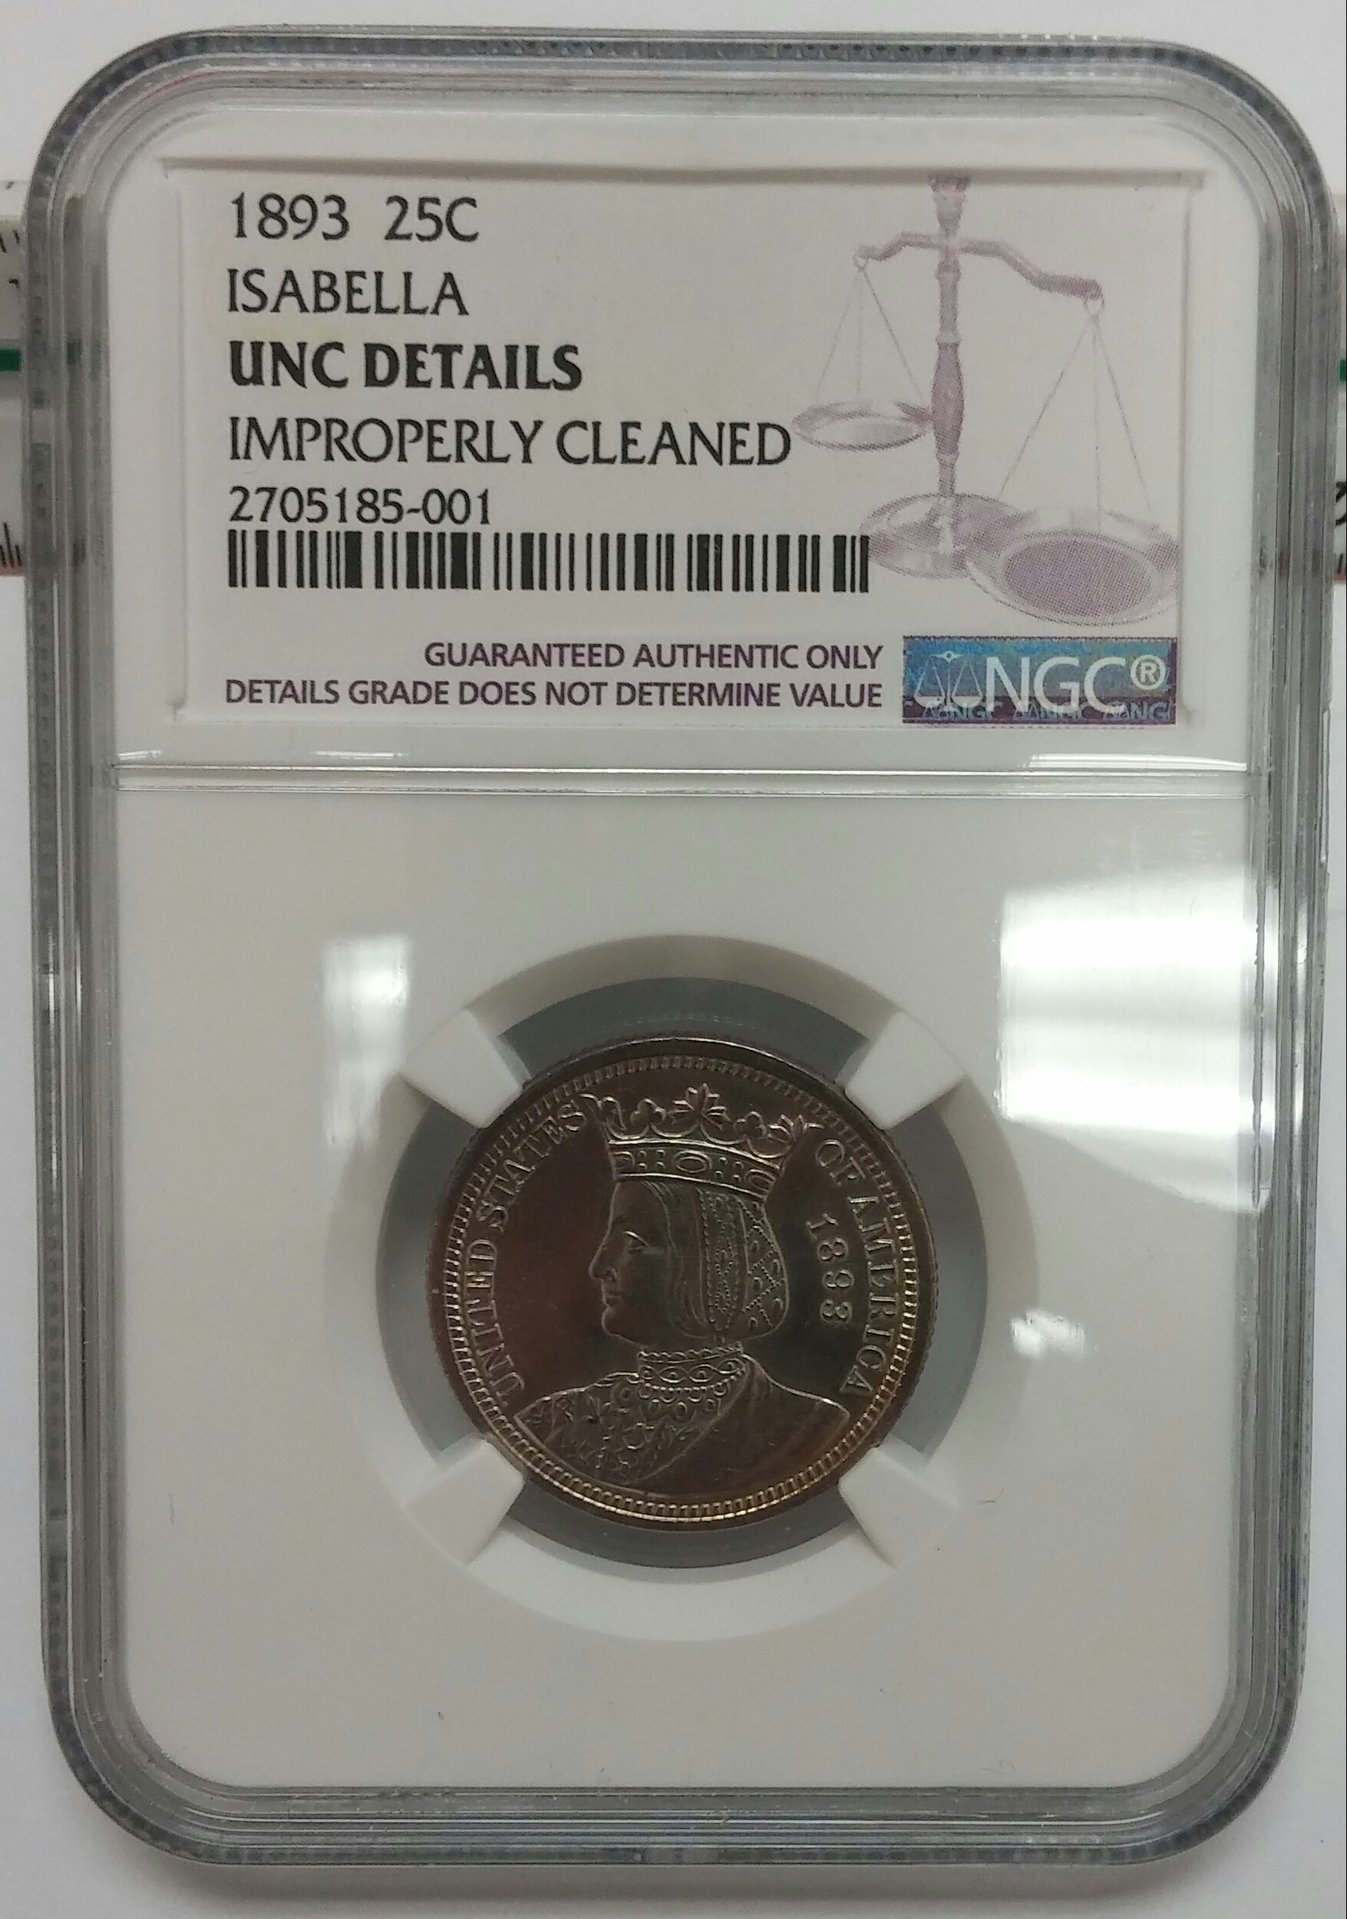 1893 25C
ISABELLA
UNC DETAILS
IMPROPERLY CLEANED
2705185-001
GUARANTEED AUTHENTIC ONLY
DETAILS GRADE DOES NOT DETERMINE VALUE
NGC®
UNITED STATES OF AMERICA
1893